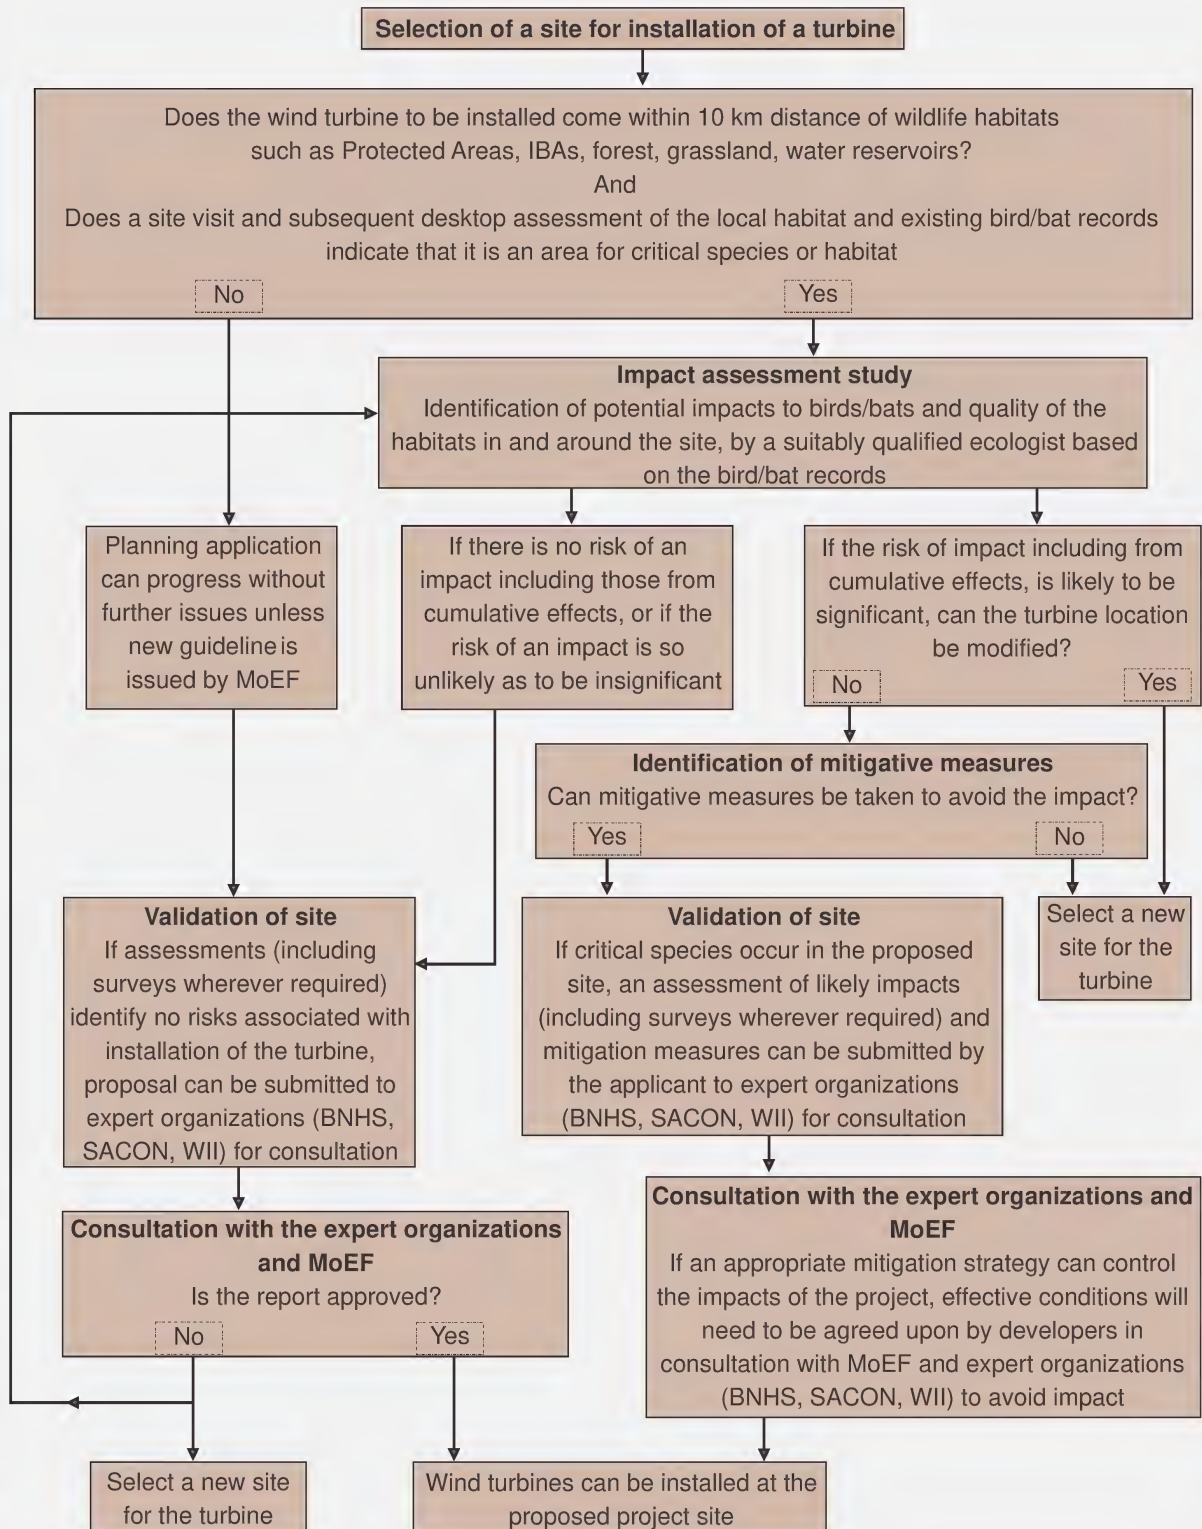 Selection of a site for installation of a turbine
Does the wind turbine to be installed come within 10 km distance of wildlife habitats
such as Protected Areas, IBAs, forest, grassland, water reservoirs?
And
Does a site visit and subsequent desktop assessment of the local habitat and existing bird/bat records
indicate that it is an area for critical species or habitat
No
Yes
Impact assessment study
Identification of potential impacts to birds/bats and quality of the
habitats in and around the site, by a suitably qualified ecologist based
on the bird/bat records
Planning application
can progress without
further issues unless
new guideline is
issued by MoEF
If there is no risk of an
impact including those from
cumulative effects, or if the
risk of an impact is so
unlikely as to be insignificant
If the risk of impact including from
cumulative effects, is likely to be
significant, can the turbine location
be modified?
No
Yes
Identification of mitigative measures
Can mitigative measures be taken to avoid the impact?
Yes
No
Validation of site
If assessments (including
surveys wherever required)
identify no risks associated with
installation of the turbine,
proposal can be submitted to
expert organizations (BNHS,
SACON, WII) for consultation
Validation of site
If critical species occur in the proposed
site, an assessment of likely impacts
(including surveys wherever required) and
mitigation measures can be submitted by
the applicant to expert organizations
(BNHS, SACON, WII) for consultation
Select a new
site for the
turbine
Consultation with the expert organizations
and MoEF
Is the report approved?
No
Yes
Consultation with the expert organizations and
MoEF
If an appropriate mitigation strategy can control
the impacts of the project, effective conditions will
need to be agreed upon by developers in
consultation with MoEF and expert organizations
(BNHS, SACON, WII) to avoid impact
Select a new site
for the turbine
Wind turbines can be installed at the
proposed project site